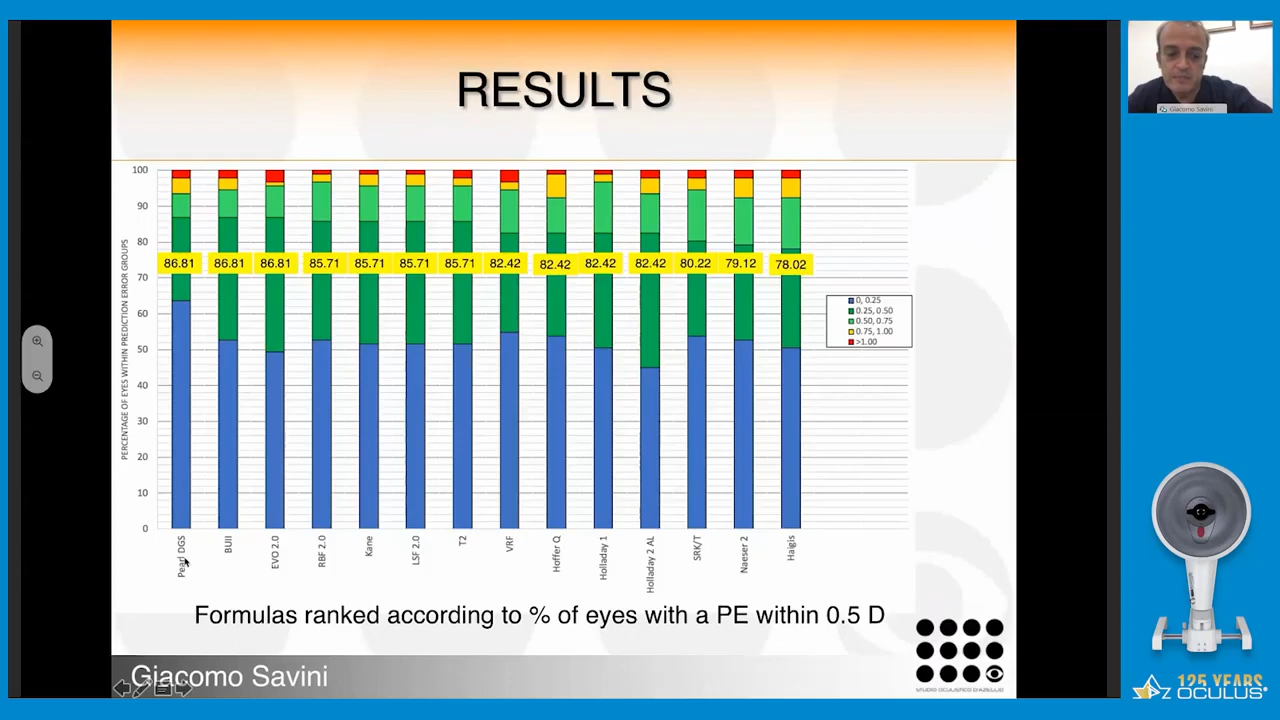 RESULTS
Giacomo Savini
PERCENTAGE OF EYES WITHIN PREDICTION ERROR GROUPS
100
90
80
70
60
50
40
30
20
10
0
86.81
86.81
86.81
85.71
85.71
85.71
85.71
82.42
82.42
82.42
82.42
80.22
79.12
78.02
0, 0.25
0.25, 0.50
0.50, 0.75
0.75, 1.00
>1.00
Pearl DGS
BUII
EVO 2.0
RBF 2.0
Kane
LSF 2.0
T2
VRF
Hoffer Q
Holladay 1
Holladay 2 AL
SRK/T
Naeser 2
Haigis
Formulas ranked according to % of eyes with a PE within 0.5 D
Giacomo Savini
STUDIO OCULISTICO D'AZEGLIO
125 YEARS
OCULUS®